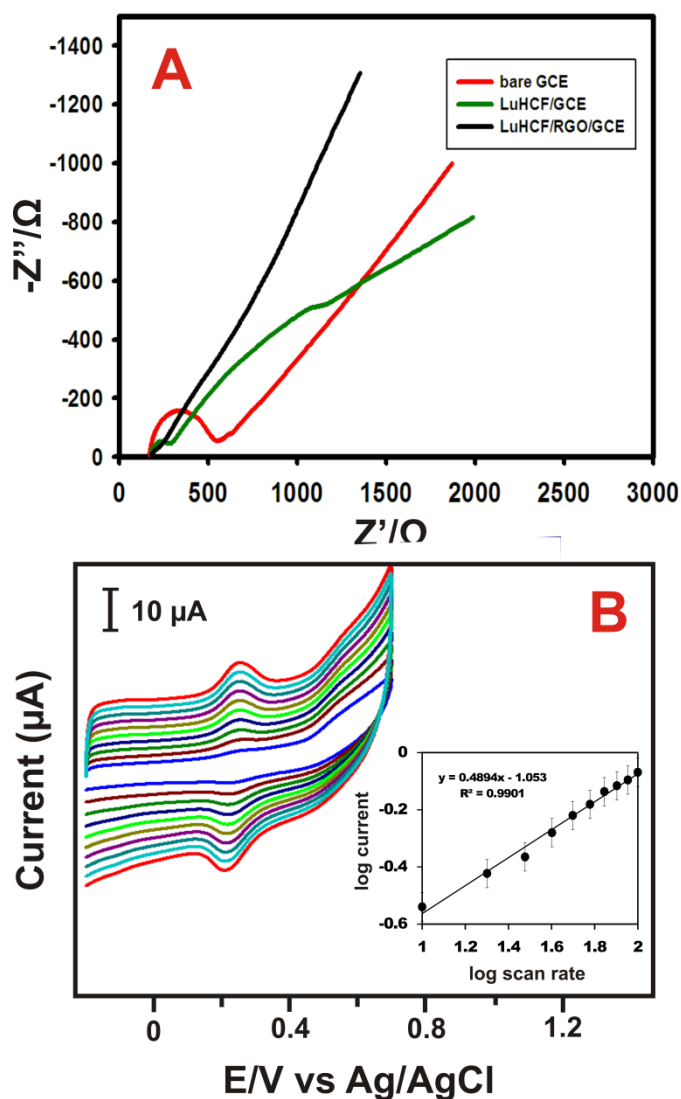 A
bare GCE
LuHCF/GCE
LuHCF/RGO/GCE
-Z’’/Ω
-1400
-1200
-1000
-800
-600
-400
-200
0
0 500 1000 1500 2000 2500 3000
Z’/Ω
10 µA
B
Current (µA)
y = 0.4894x - 1.053
R² = 0.9901
log current
0
-0.2
-0.4
-0.6
1 1.2 1.4 1.6 1.8 2
log scan rate
0 0.4 0.8 1.2
E/V vs Ag/AgCl